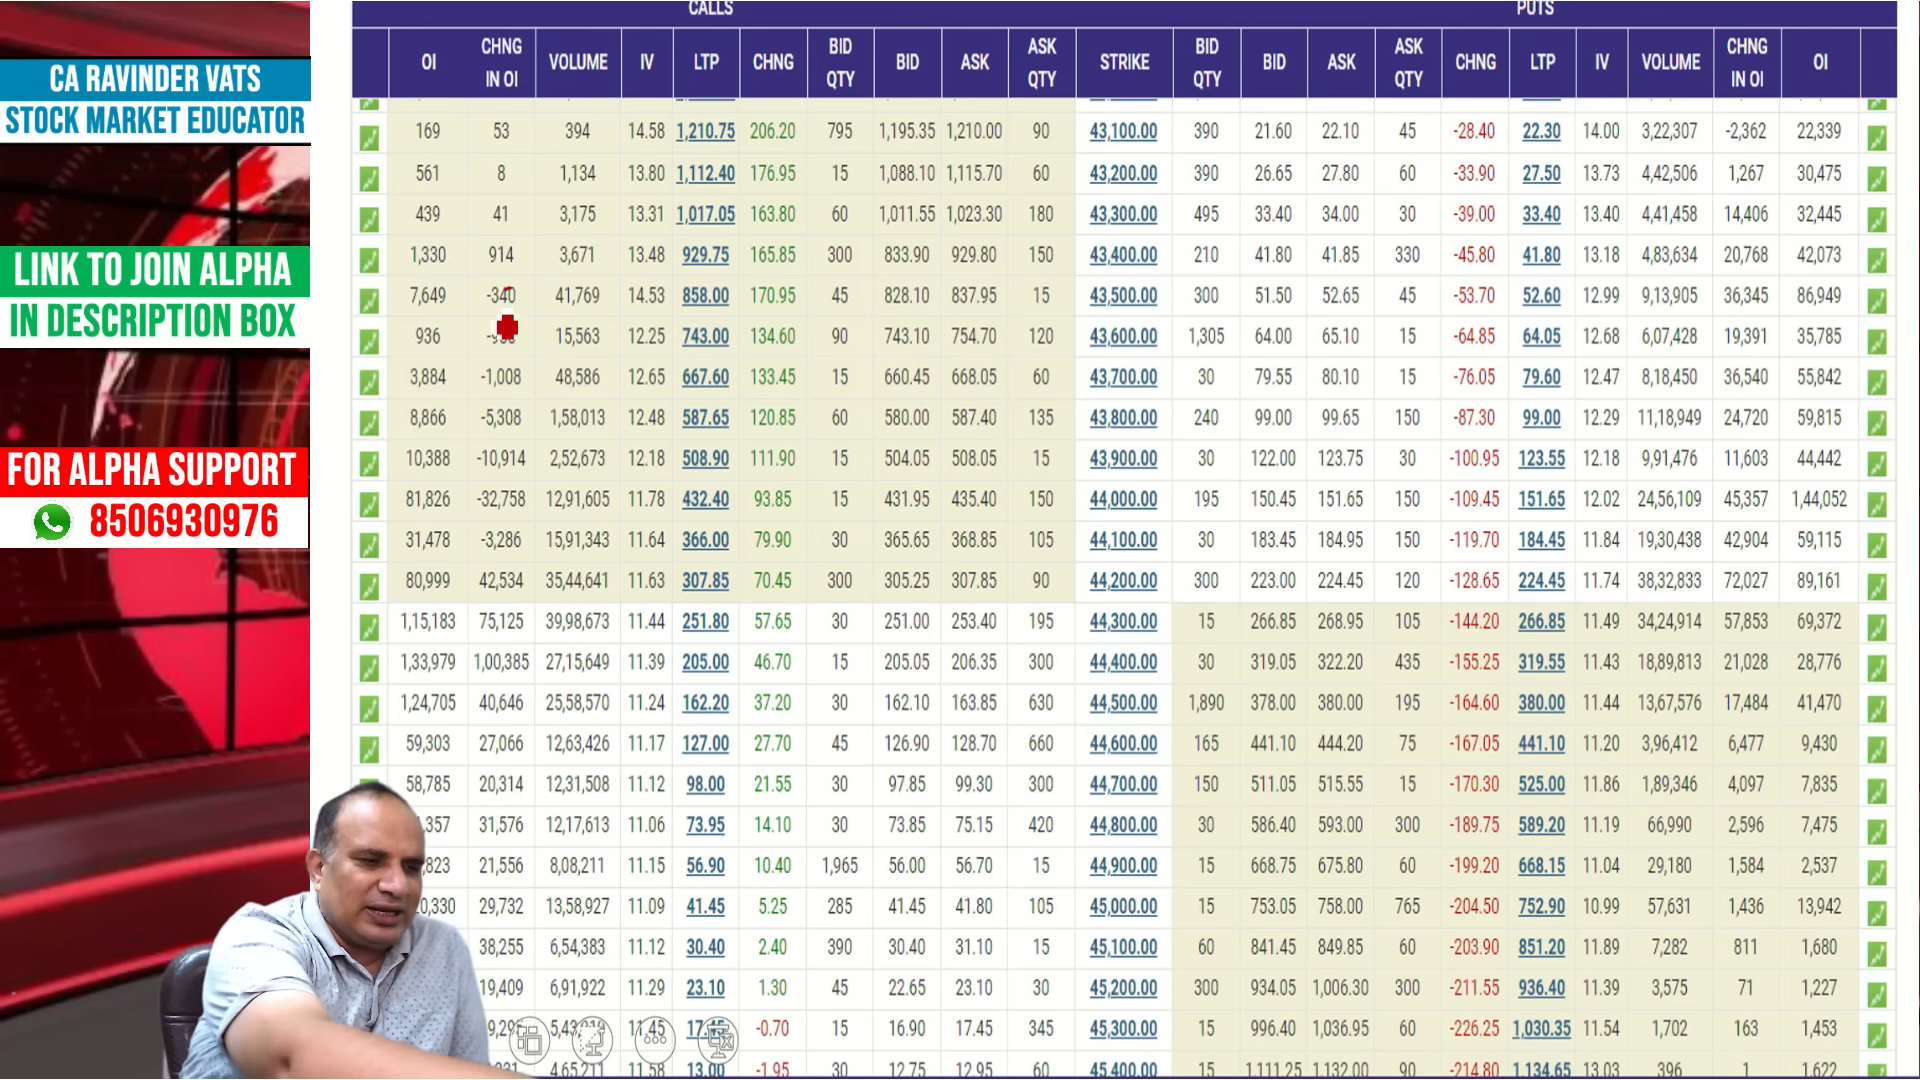 CA RAVINDER VATS
STOCK MARKET EDUCATOR
LINK TO JOIN ALPHA
IN DESCRIPTION BOX
FOR ALPHA SUPPORT
8506930976
CALLS PUTS
OI CHNG IN OI VOLUME IV LTP CHNG BID QTY BID ASK ASK QTY STRIKE BID QTY BID ASK ASK QTY CHNG LTP IV VOLUME CHNG IN OI OI
169 53 394 14.58 1,210.75 206.20 795 1,195.35 1,210.00 90 43,100.00 390 21.60 22.10 45 -28.40 22.30 14.00 3,22,307 -2,362 22,339
561 8 1,134 13.80 1,112.40 176.95 15 1,088.10 1,115.70 60 43,200.00 390 26.65 27.80 60 -33.90 27.50 13.73 4,42,506 1,267 30,475
439 41 3,175 13.31 1,017.05 163.80 60 1,011.55 1,023.30 180 43,300.00 495 33.40 34.00 30 -39.00 33.40 13.40 4,41,458 14,406 32,445
1,330 914 3,671 13.48 929.75 165.85 300 833.90 929.80 150 43,400.00 210 41.80 41.85 330 -45.80 41.80 13.18 4,83,634 20,768 42,073
7,649 -340 41,769 14.53 858.00 170.95 45 828.10 837.95 15 43,500.00 300 51.50 52.65 45 -53.70 52.60 12.99 9,13,905 36,345 86,949
936 15,563 12.25 743.00 134.60 90 743.10 754.70 120 43,600.00 1,305 64.00 65.10 15 -64.85 64.05 12.68 6,07,428 19,391 35,785
3,884 -1,008 48,586 12.65 667.60 133.45 15 660.45 668.05 60 43,700.00 30 79.55 80.10 15 -76.05 79.60 12.47 8,18,450 36,540 55,842
8,866 -5,308 1,58,013 12.48 587.65 120.85 60 580.00 587.40 135 43,800.00 240 99.00 99.65 150 -87.30 99.00 12.29 11,18,949 24,720 59,815
10,388 -10,914 2,52,673 12.18 508.90 111.90 15 504.05 508.05 15 43,900.00 30 122.00 123.75 30 -100.95 123.55 12.18 9,91,476 11,603 44,442
81,826 -32,758 12,91,605 11.78 432.40 93.85 15 431.95 435.40 150 44,000.00 195 150.45 151.65 150 -109.45 151.65 12.02 24,56,109 45,357 1,44,052
31,478 -3,286 15,91,343 11.64 366.00 79.90 30 365.65 368.85 105 44,100.00 30 183.45 184.95 150 -119.70 184.45 11.84 19,30,438 42,904 59,115
80,999 42,534 35,44,641 11.63 307.85 70.45 300 305.25 307.85 90 44,200.00 300 223.00 224.45 120 -128.65 224.45 11.74 38,32,833 72,027 89,161
1,15,183 75,125 39,98,673 11.44 251.80 57.65 30 251.00 253.40 195 44,300.00 15 266.85 268.95 105 -144.20 266.85 11.49 34,24,914 57,853 69,372
1,33,979 1,00,385 27,15,649 11.39 205.00 46.70 15 205.05 206.35 300 44,400.00 30 319.05 322.20 435 -155.25 319.55 11.43 18,89,813 21,028 28,776
1,24,705 40,646 25,58,570 11.24 162.20 37.20 30 162.10 163.85 630 44,500.00 1,890 378.00 380.00 195 -164.60 380.00 11.44 13,67,576 17,484 41,470
59,303 27,066 12,63,426 11.17 127.00 27.70 45 126.90 128.70 660 44,600.00 165 441.10 444.20 75 -167.05 441.10 11.20 3,96,412 6,477 9,430
58,785 20,314 12,31,508 11.12 98.00 21.55 30 97.85 99.30 300 44,700.00 150 511.05 515.55 15 -170.30 525.00 11.86 1,89,346 4,097 7,835
357 31,576 12,17,613 11.06 73.95 14.10 30 73.85 75.15 420 44,800.00 30 586.40 593.00 300 -189.75 589.20 11.19 66,990 2,596 7,475
823 21,556 8,08,211 11.15 56.90 10.40 1,965 56.00 56.70 15 44,900.00 15 668.75 675.80 60 -199.20 668.15 11.04 29,180 1,584 2,537
0,330 29,732 13,58,927 11.09 41.45 5.25 285 41.45 41.80 105 45,000.00 15 753.05 758.00 765 -204.50 752.90 10.99 57,631 1,436 13,942
38,255 6,54,383 11.12 30.40 2.40 390 30.40 31.10 15 45,100.00 60 841.45 849.85 60 -203.90 851.20 11.89 7,282 811 1,680
19,409 6,91,922 11.29 23.10 1.30 45 22.65 23.10 30 45,200.00 300 934.05 1,006.30 300 -211.55 936.40 11.39 3,575 71 1,227
11.45 -0.70 15 16.90 17.45 345 45,300.00 15 996.40 1,036.95 60 -226.25 1,030.35 11.54 1,702 163 1,453
4,65,211 11.58 13.00 -1.95 30 12.75 12.95 60 45,400.00 15 1,111.25 1,132.00 90 -214.80 1,134.65 13.03 396 1 1,622